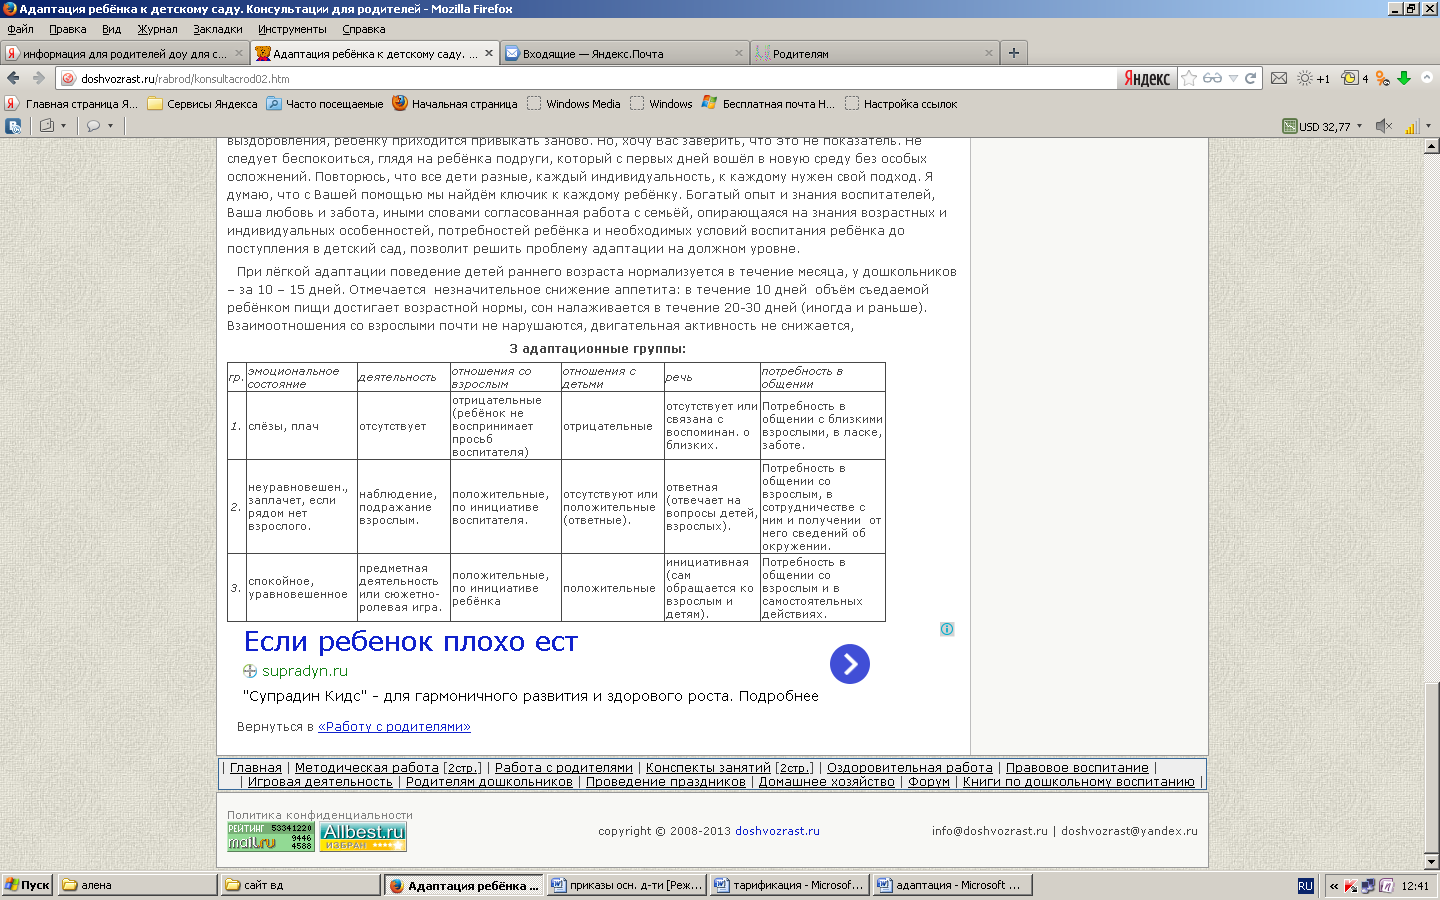 Адаптация ребёнка к детскому саду. Консультации для родителей - Mozilla Firefox
Файл Правка Вид Журнал Закладки Инструменты Справка
информация для родителей доу для с... Адаптация ребёнка к детскому саду. ... Входящие — Яндекс.Почта Родителям
doshvozrast.ru/rabrod/konsultacrod02.htm Яндекс +1 4
Главная страница Я... Сервисы Яндекса Часто посещаемые Начальная страница Windows Media Windows Бесплатная почта H... Настройка ссылок
USD 32,77
выздоровления, ребёнку приходится привыкать заново. Но, хочу Вас заверить, что это не показатель. Не
следует беспокоиться, глядя на ребёнка подруги, который с первых дней вошёл в новую среду без особых
осложнений. Повторюсь, что все дети разные, каждый индивидуальность, к каждому нужен свой подход. Я
думаю, что с Вашей помощью мы найдём ключик к каждому ребёнку. Богатый опыт и знания воспитателей,
Ваша любовь и забота, иными словами согласованная работа с семьёй, опирающаяся на знания возрастных и
индивидуальных особенностей, потребностей ребёнка и необходимых условий воспитания ребёнка до
поступления в детский сад, позволит решить проблему адаптации на должном уровне.
При лёгкой адаптации поведение детей раннего возраста нормализуется в течение месяца, у дошкольников
– за 10 – 15 дней. Отмечается незначительное снижение аппетита: в течение 10 дней объём съедаемой
ребёнком пищи достигает возрастной нормы, сон налаживается в течение 20-30 дней (иногда и раньше).
Взаимоотношения со взрослыми почти не нарушаются, двигательная активность не снижается,
3 адаптационные группы:
гр.
эмоциональное
состояние
деятельность
отношения со
взрослым
отношения с
детьми
речь
потребность в
общении
1.
слёзы, плач
отсутствует
отрицательные
(ребёнок не
воспринимает
просьб
воспитателя)
отрицательные
отсутствует или
связана с
воспоминан. о
близких.
Потребность в
общении с близкими
взрослыми, в ласке,
заботе.
2.
неуравновешен.,
заплачет, если
рядом нет
взрослого.
наблюдение,
подражание
взрослым.
положительные,
по инициативе
воспитателя.
отсутствуют или
положительные
(ответные).
ответная
(отвечает на
вопросы детей,
взрослых).
Потребность в
общении со
взрослым, в
сотрудничестве с
ним и получении от
него сведений об
окружении.
3.
спокойное,
уравновешенное
предметная
деятельность
или сюжетно-
ролевая игра.
положительные,
по инициативе
ребёнка
положительные
инициативная
(сам
обращается ко
взрослым и
детям).
Потребность в
общении со
взрослым и в
самостоятельных
действиях.
Если ребенок плохо ест
supradyn.ru
"Супрадин Кидс" - для гармоничного развития и здорового роста. Подробнее
Вернуться в «Работу с родителями»
| Главная | Методическая работа [2стр.] | Работа с родителями | Конспекты занятий [2стр.] | Оздоровительная работа | Правовое воспитание |
| Игровая деятельность | Родителям дошкольников | Проведение праздников | Домашнее хозяйство | Форум | Книги по дошкольному воспитанию |
Политика конфиденциальности
РЕЙТИНГ 53341220
mail.ru 9446
4588
Allbest.ru
ИЗБРАН
copyright © 2008-2013 doshvozrast.ru
info@doshvozrast.ru | doshvozrast@yandex.ru
Пуск алена сайт вд Адаптация ребёнка ... приказы осн. д-ти [Реж... тарификация - Microsof... адаптация - Microsoft ... RU « 12:41